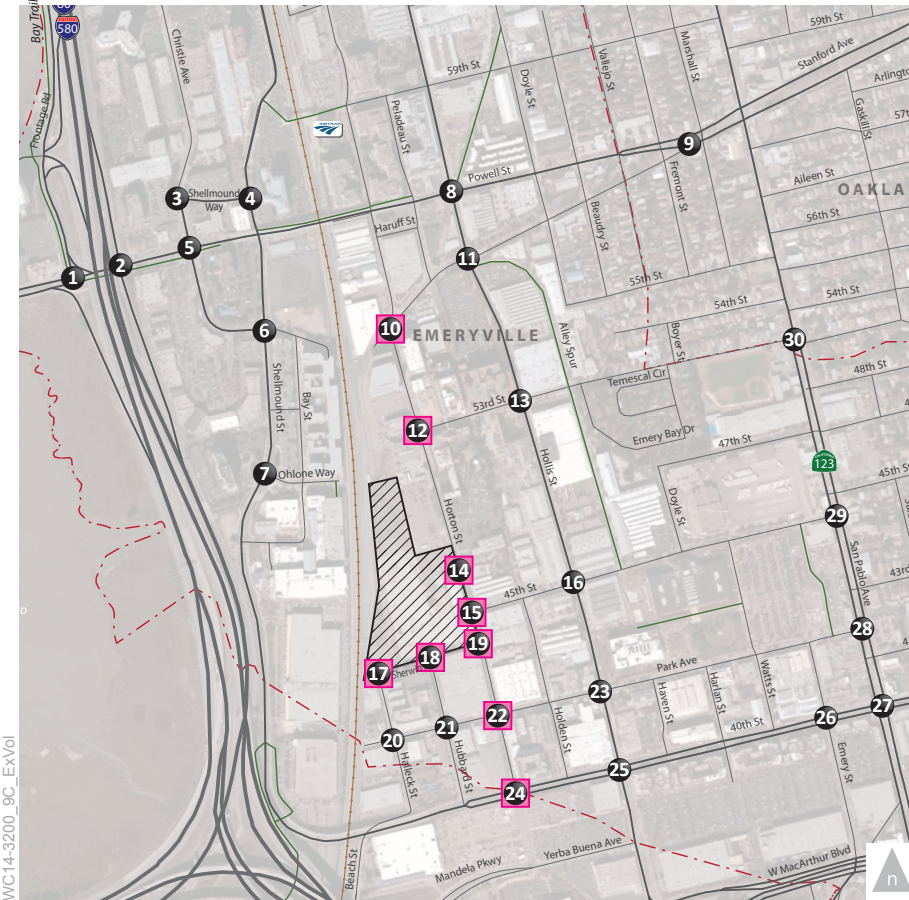 80
580
Bay Trail
Frontage Rd
Christie Ave
59th St
Peladeau St
Doyle St
Vallejo St
Marshall St
59th St
Stanford Ave
Arlingto
57t
Gaskill St
AMTRAK
9
Fremont St
Aileen St
OAKLA
56th St
3
Shellmound
Way
4
8
Powell St
Haruff St
Beaudry St
5
2
1
11
55th St
54th St
54th St
6
10
EMERYVILLE
Alley Spur
Boyer St
30
48th St
Temescal Cir
Shellmound St
Bay St
53rd St
13
12
Emery Bay Dr
47th St
4
CALIFORNIA
123
45th St
7
Ohlone Way
Hollis St
Doyle St
29
Horton St
San Pablo Ave
43rd
14
45th St
16
15
19
28
18
17
Sherw
Park Ave
Watts St
4
Harlan St
Haven St
23
22
Holden St
40th St
26
27
21
20
Hubbard St
Halleck St
25
Emery St
24
Beach St
Yerba Buena Ave
Mandela Pkwy
W MacArthur Blvd
n
WC14-3200_9C_ExVol